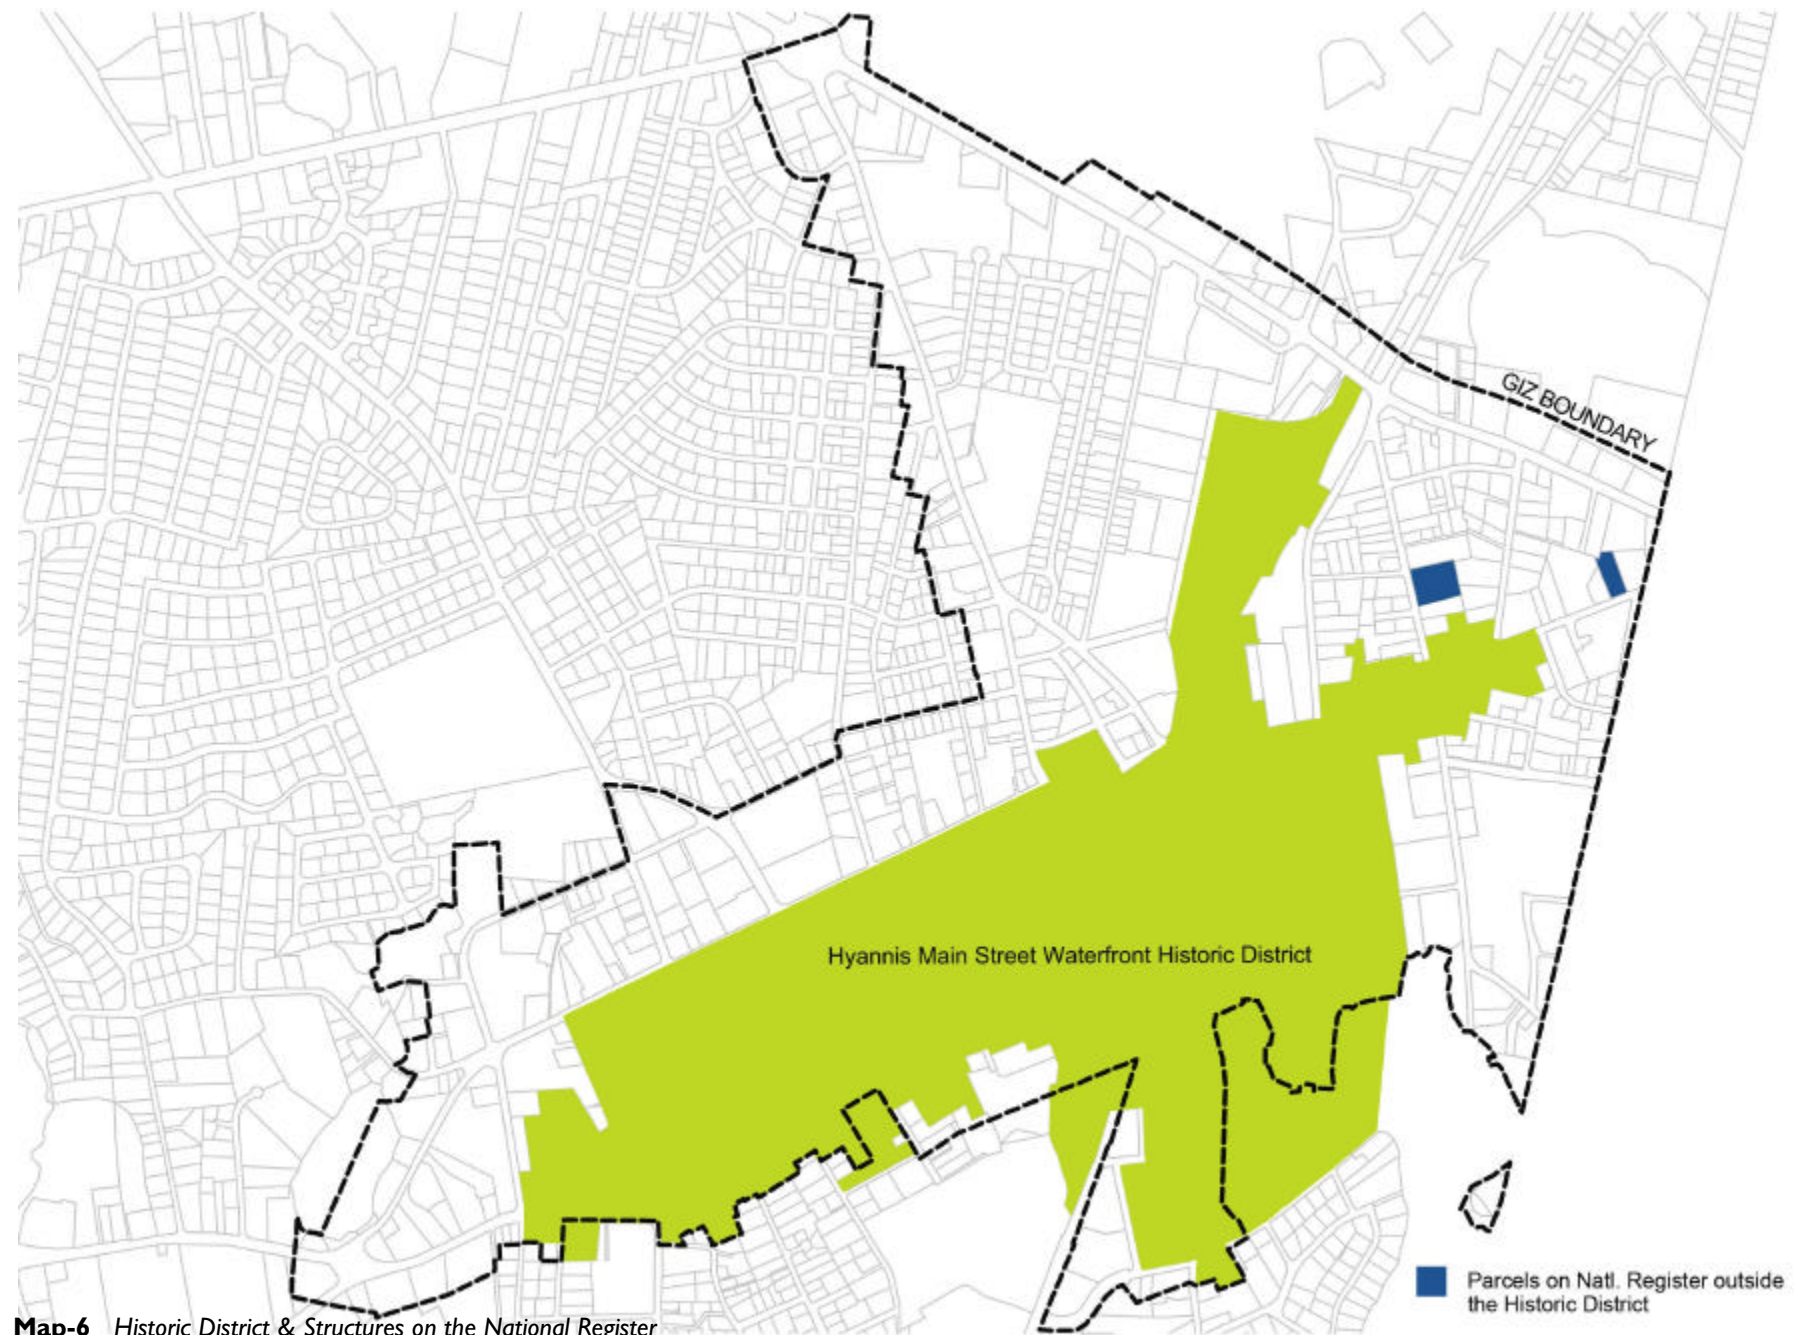 GIZ BOUNDARY
Hyannis Main Street Waterfront Historic District
Parcels on Natl. Register outside
the Historic District
Map-6 Historic District & Structures on the National Register